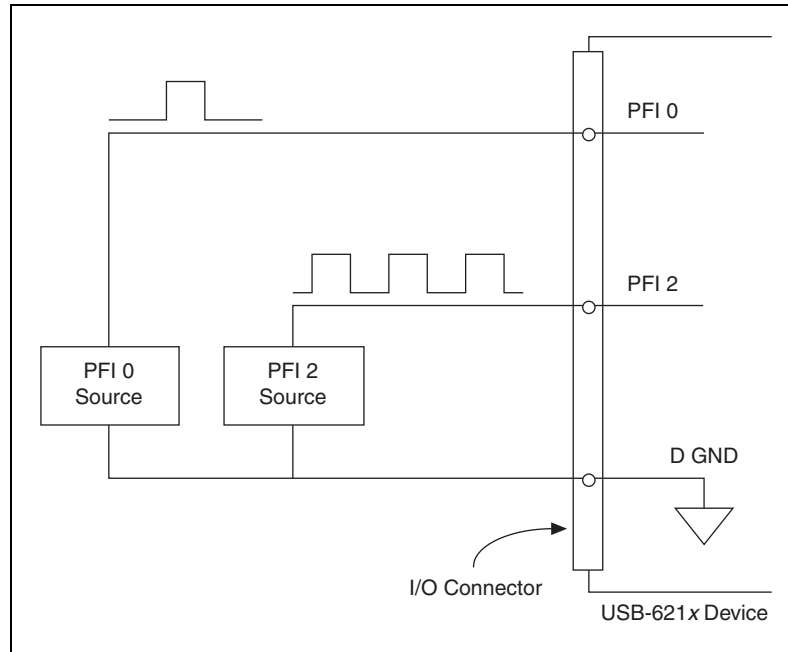 PFI 0
PFI 2
PFI 0
Source
PFI 2
Source
D GND
I/O Connector
USB-621x Device